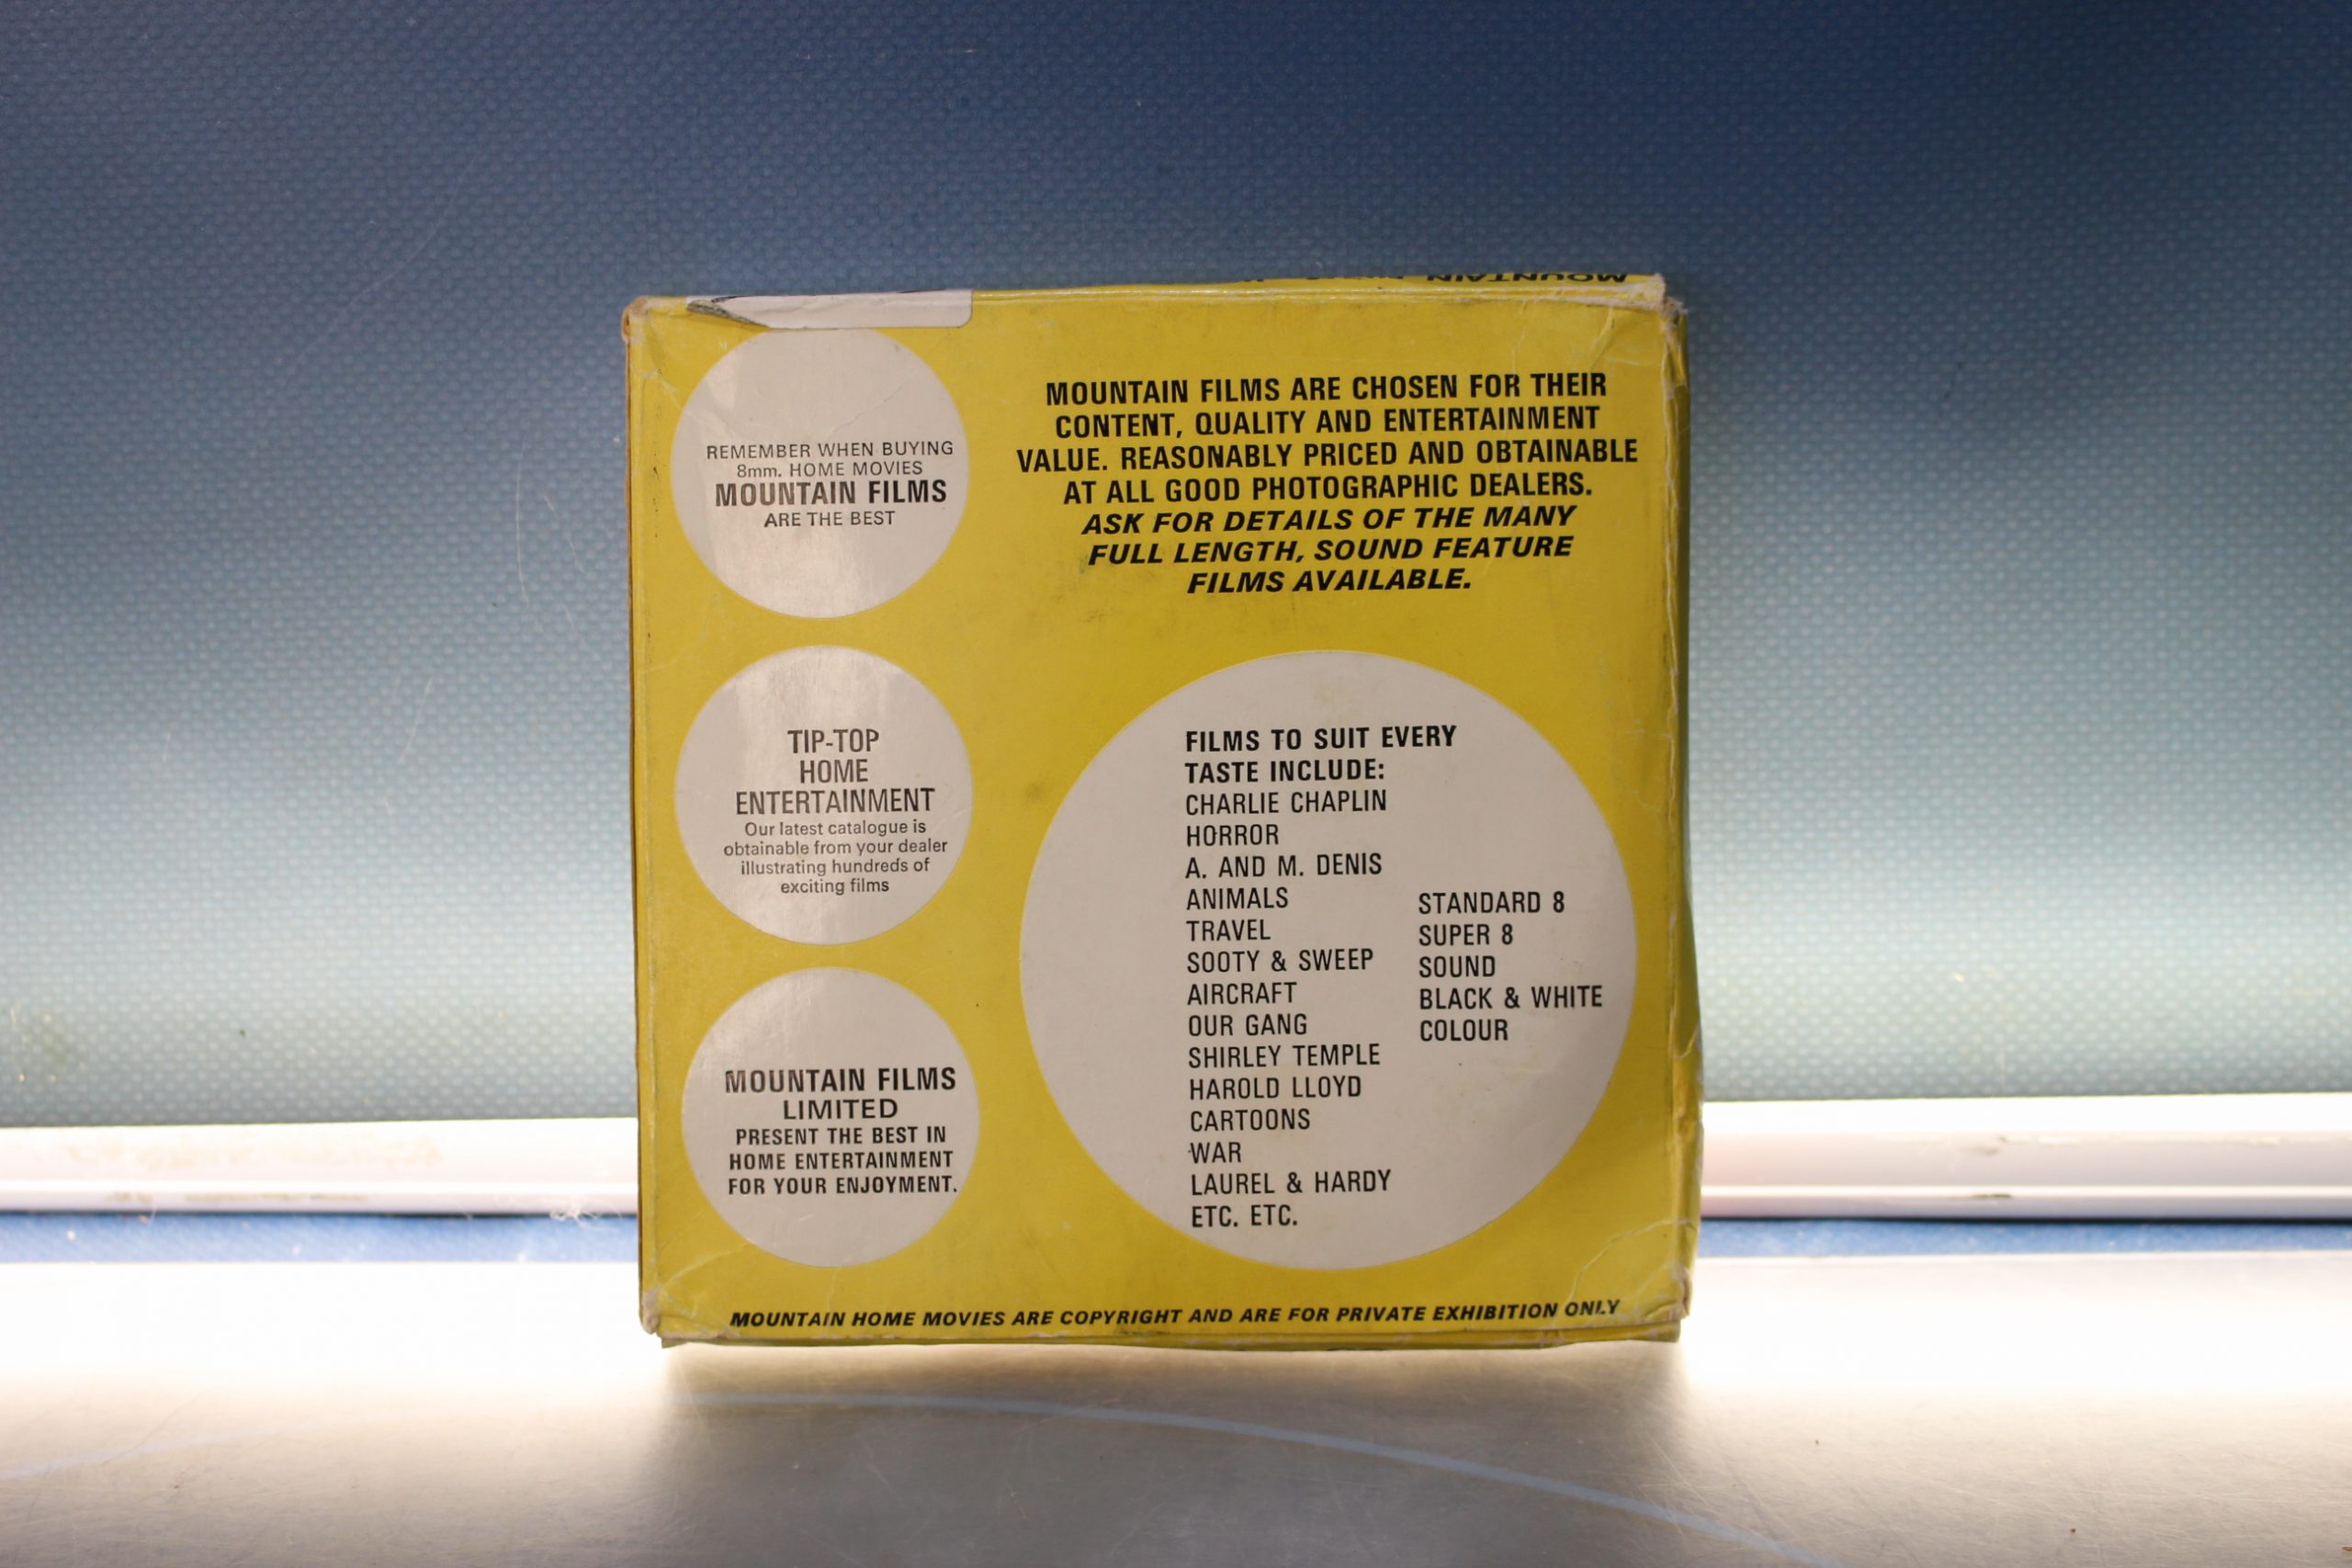 MOUNTAIN
REMEMBER WHEN BUYING
8mm. HOME MOVIES
MOUNTAIN FILMS
ARE THE BEST
TIP-TOP
HOME
ENTERTAINMENT
Our latest catalogue is
obtainable from your dealer
illustrating hundreds of
exciting films
MOUNTAIN FILMS
LIMITED
PRESENT THE BEST IN
HOME ENTERTAINMENT
FOR YOUR ENJOYMENT.
MOUNTAIN FILMS ARE CHOSEN FOR THEIR
CONTENT, QUALITY AND ENTERTAINMENT
VALUE. REASONABLY PRICED AND OBTAINABLE
AT ALL GOOD PHOTOGRAPHIC DEALERS.
ASK FOR DETAILS OF THE MANY
FULL LENGTH, SOUND FEATURE
FILMS AVAILABLE.
FILMS TO SUIT EVERY
TASTE INCLUDE:
CHARLIE CHAPLIN
HORROR
A. AND M. DENIS
ANIMALS
TRAVEL
SOOTY & SWEEP
AIRCRAFT
OUR GANG
SHIRLEY TEMPLE
HAROLD LLOYD
CARTOONS
WAR
LAUREL & HARDY
ETC. ETC.
STANDARD 8
SUPER 8
SOUND
BLACK & WHITE
COLOUR
MOUNTAIN HOME MOVIES ARE COPYRIGHT AND ARE FOR PRIVATE EXHIBITION ONLY